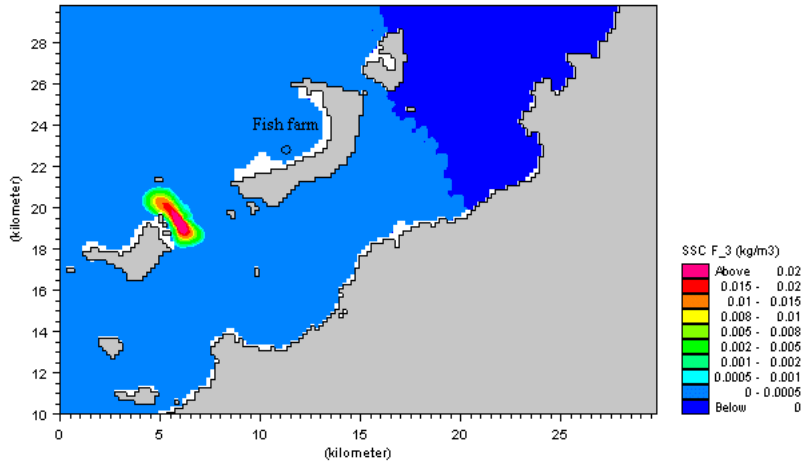 30
28
26
24
22
20
18
16
14
12
10
(kilometer)
Fish farm
0 5 10 15 20 25
(kilometer)
SSC F_3 (kg/m3)
Above 0.02
0.015 - 0.02
0.01 - 0.015
0.008 - 0.01
0.005 - 0.008
0.002 - 0.005
0.001 - 0.002
0.0005 - 0.001
0 - 0.0005
Below 0